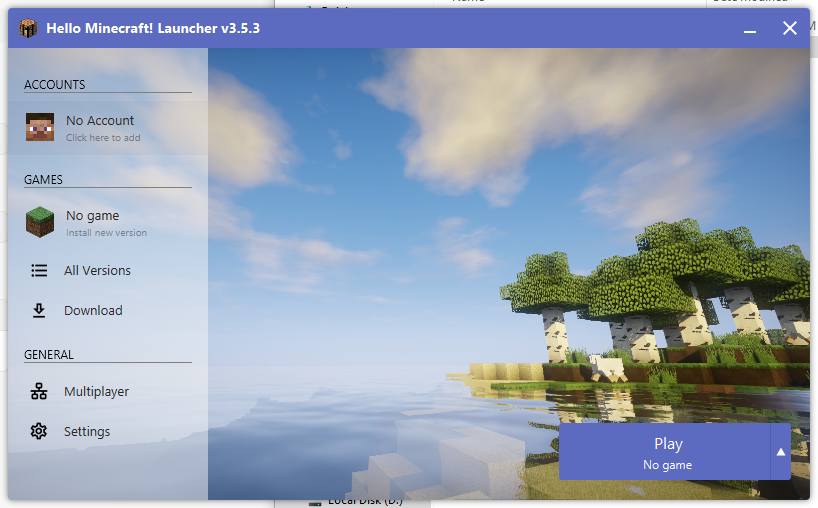 Hello Minecraft! Launcher v3.5.3
ACCOUNTS
No Account
Click here to add
GAMES
No game
Install new version
All Versions
Download
GENERAL
Multiplayer
Settings
Play
No game
Local Disk (D:)